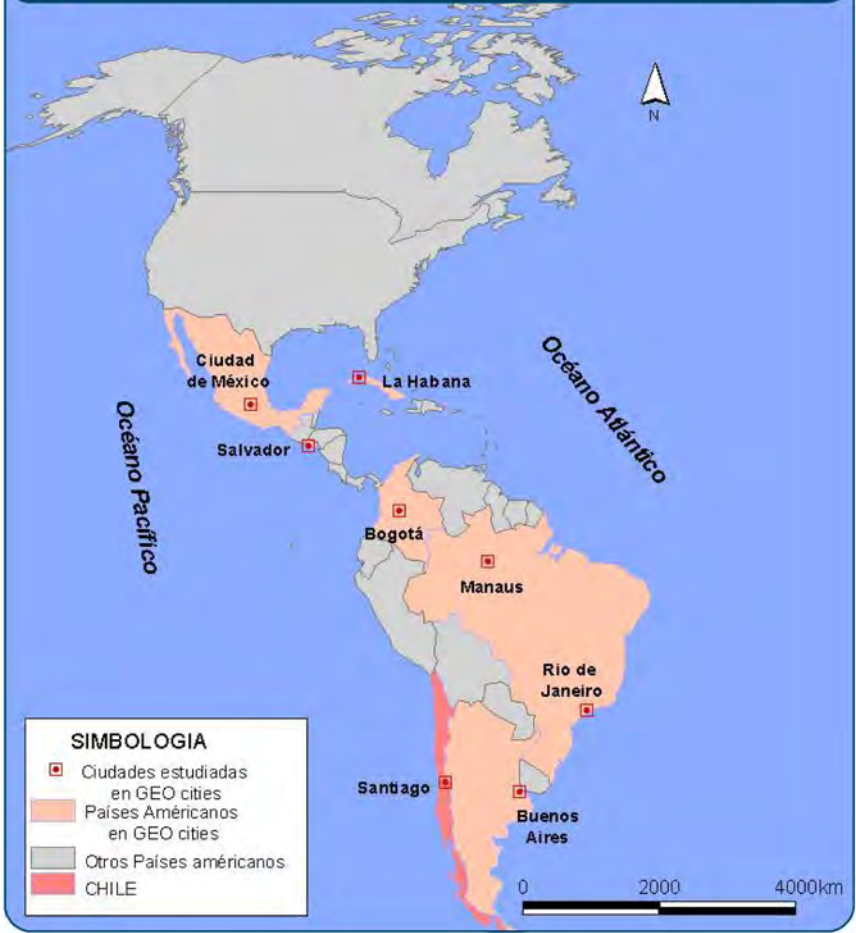 N
Ciudad
de México
La Habana
Océano Atlántico
Océano Pacífico
Salvador
Bogotá
Manaus
Rio de
Janeiro
Santiago
Buenos
Aires
SIMBOLOGIA
Ciudades estudiadas
en GEO cities
Países Américanos
en GEO cities
Otros Países américanos
CHILE
0 2000 4000km